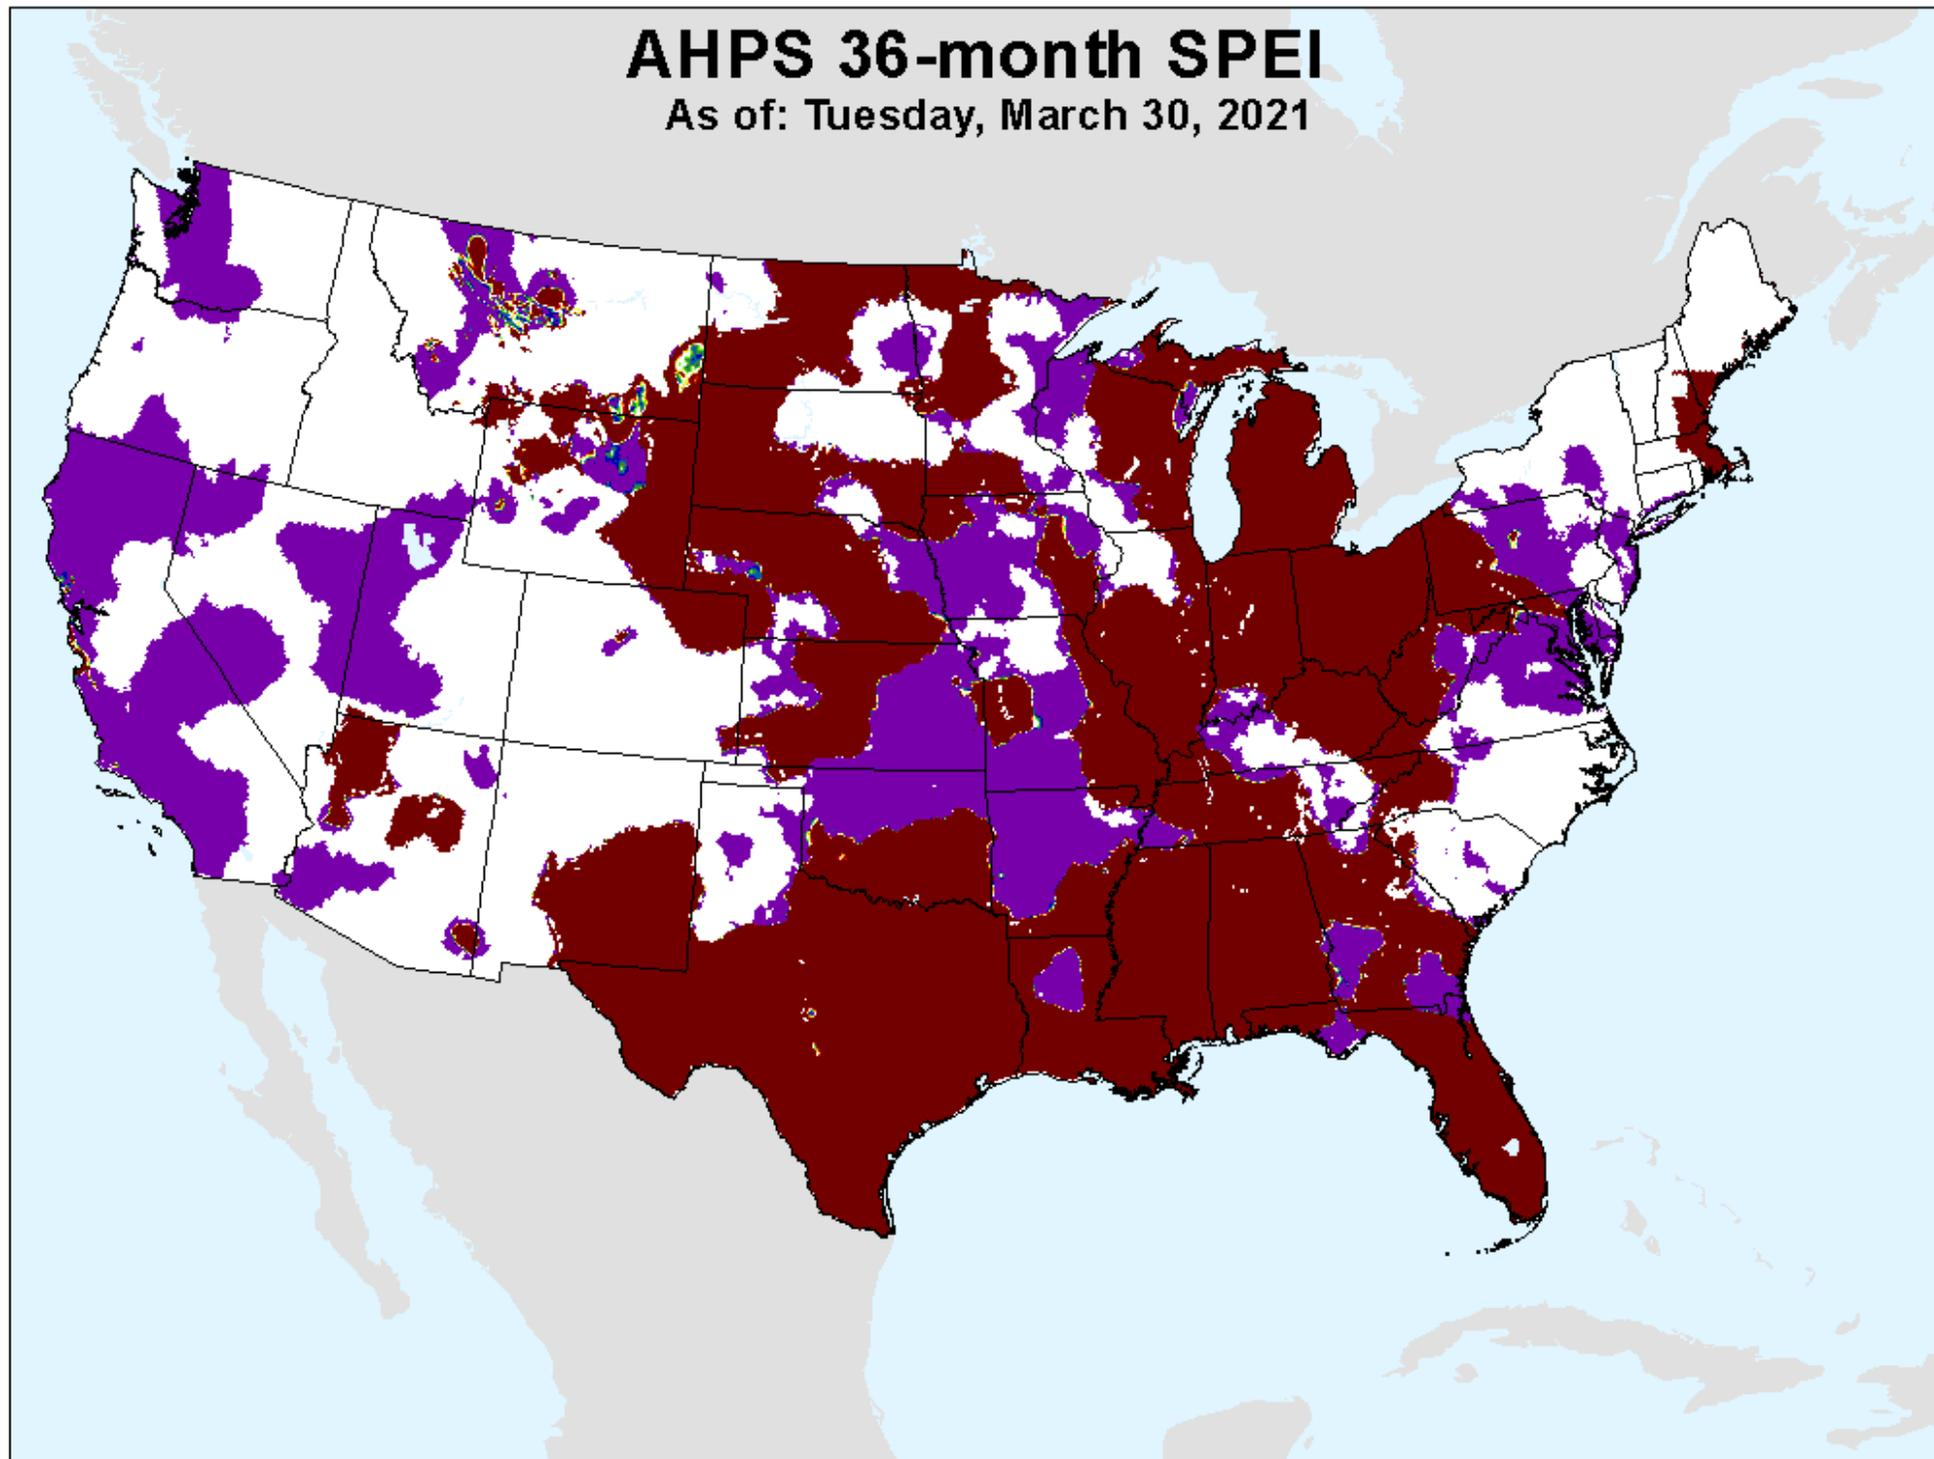 AHPS 36-month SPEI
As of: Tuesday, March 30, 2021